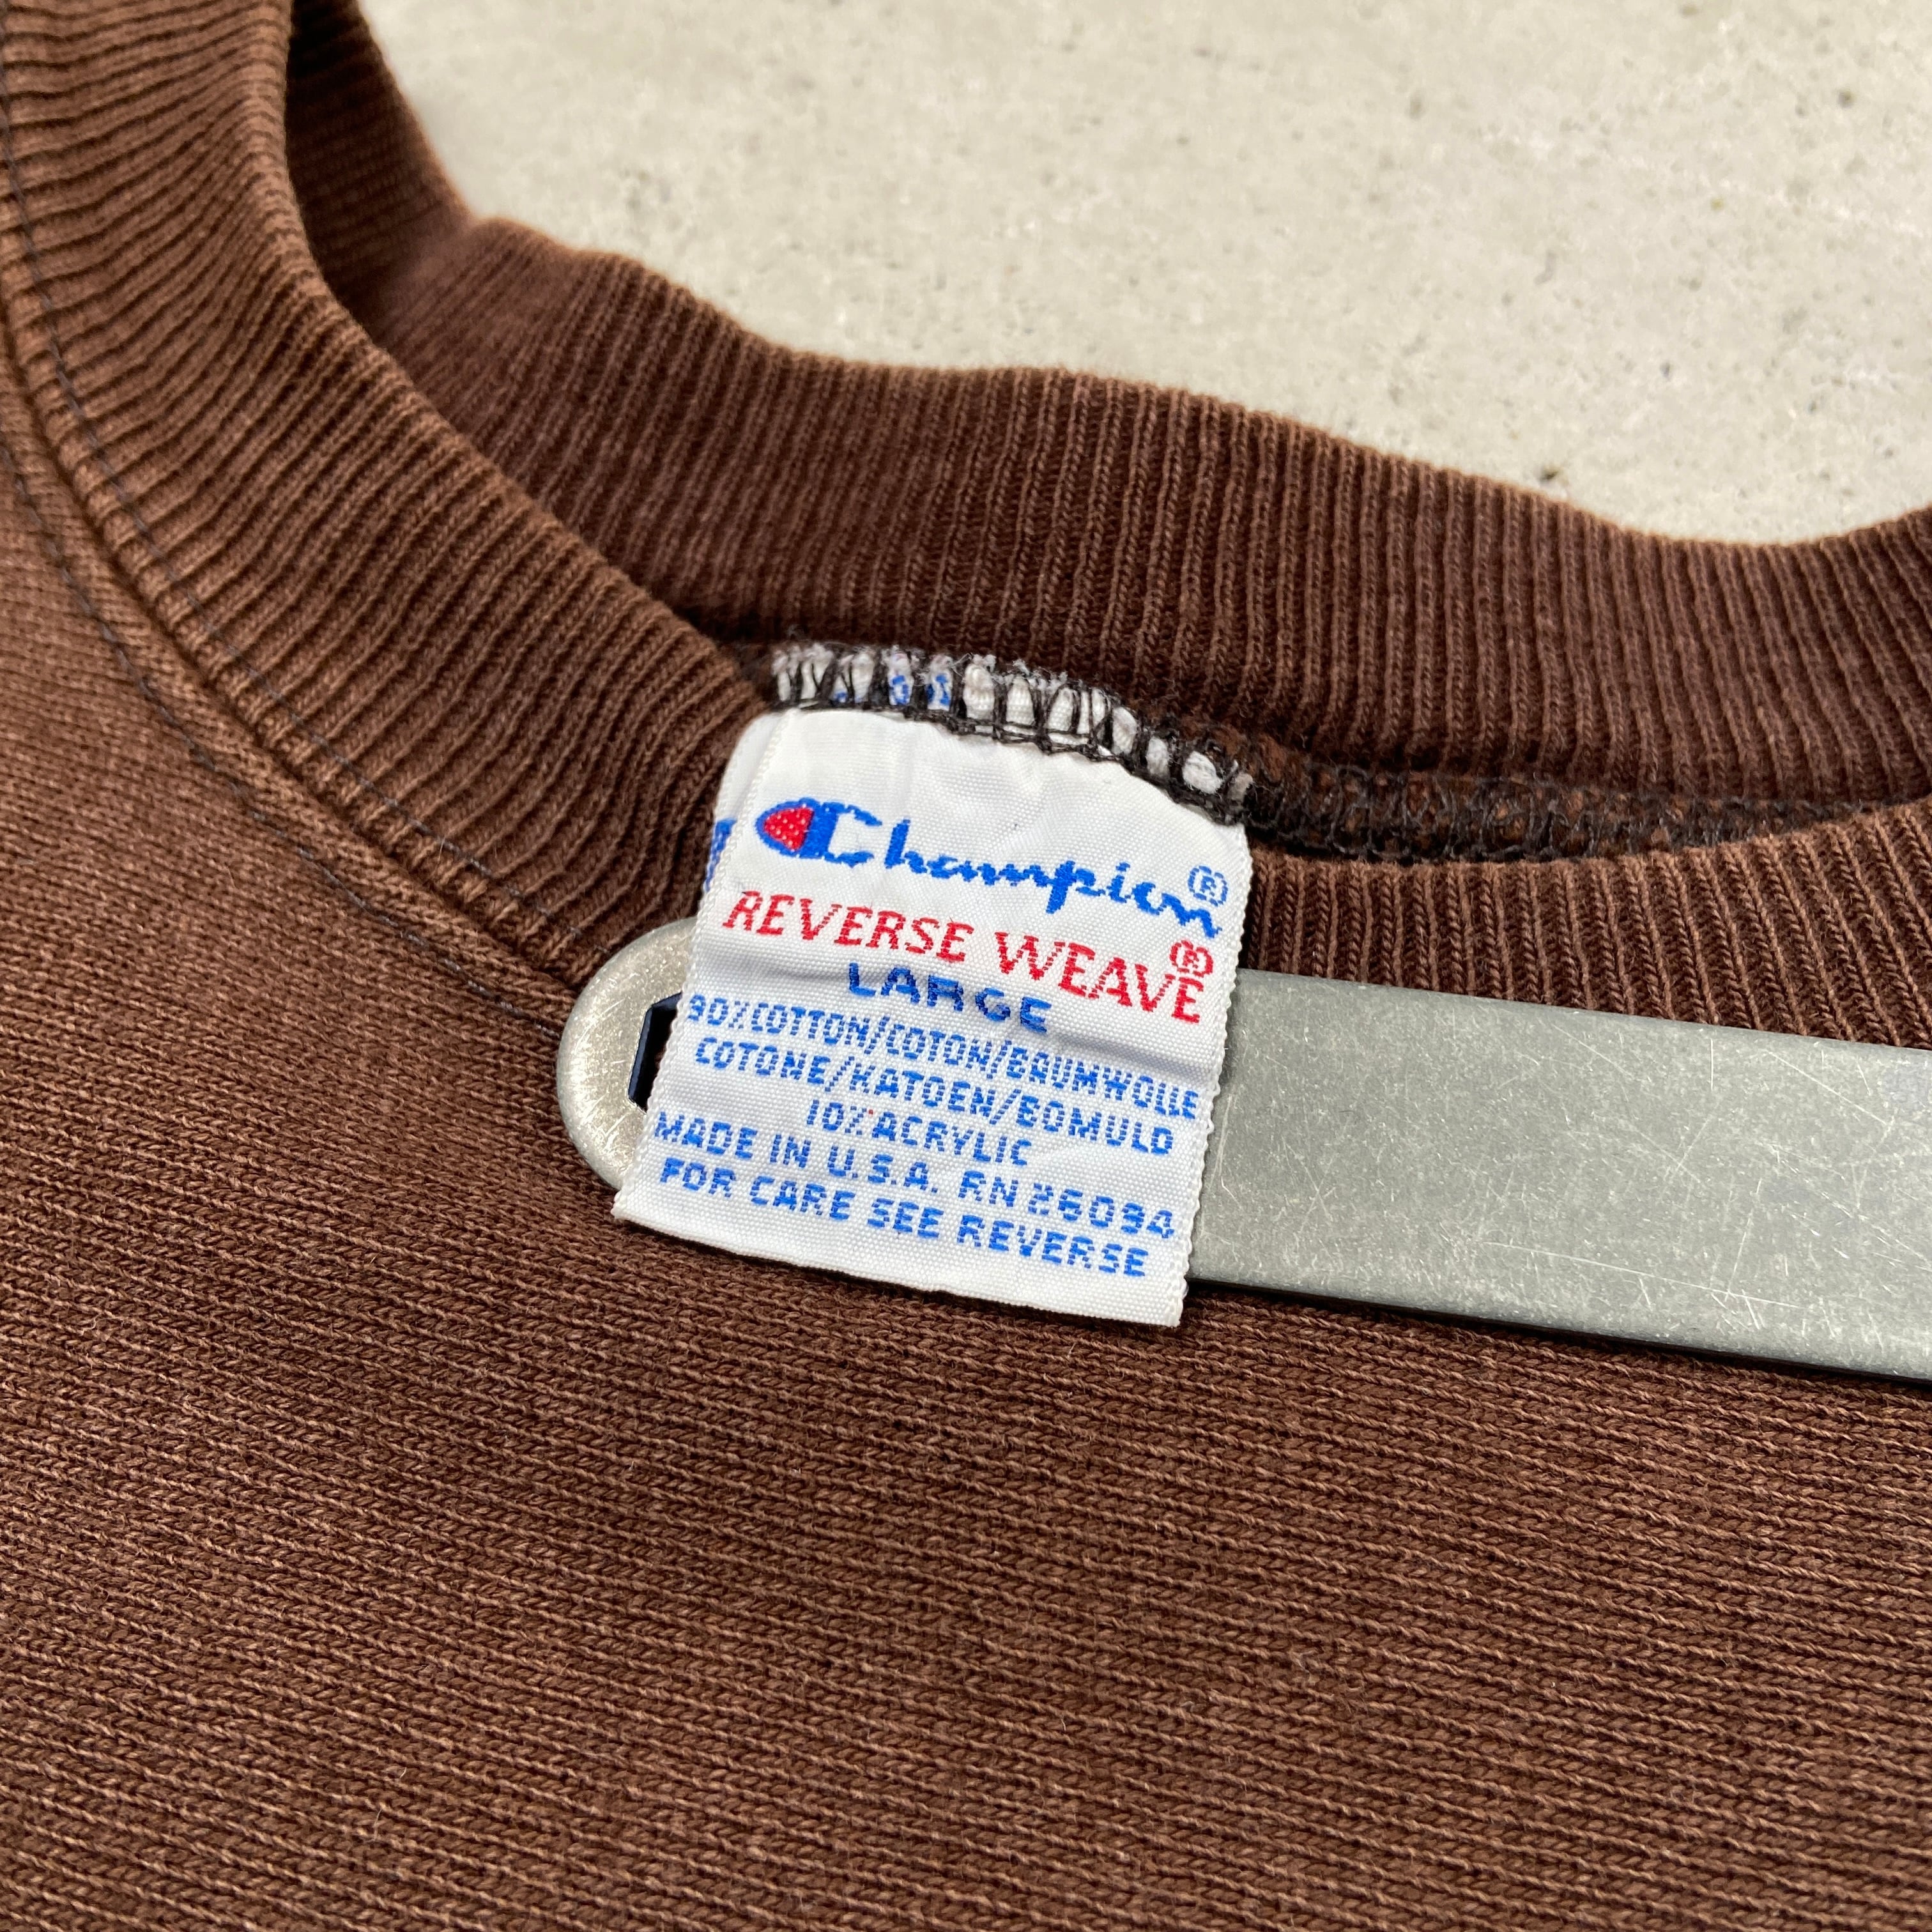 Champion®
REVERSE WEAVE®
LARGE
90% COTTON/COTON/BAUMWOLLE
COTONE/KATOEN/BOMULD
10% ACRYLIC
MADE IN U.S.A. RN 26094
FOR CARE SEE REVERSE